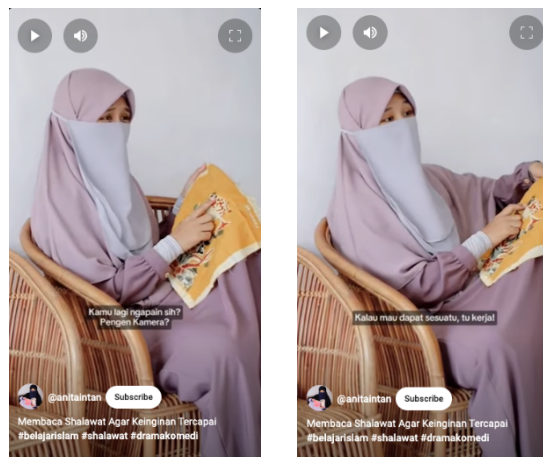 Kamu lagi ngapain sih?
Pengen Kamera?
@anitaintan
Subscribe
Membaca Shalawat Agar Keinginan Tercapai
#belajarislam #shalawat #dramakomedi
Kalau mau dapat sesuatu, tu kerja!
@anitaintan
Subscribe
Membaca Shalawat Agar Keinginan Tercapai
#belajarislam #shalawat #dramakomedi